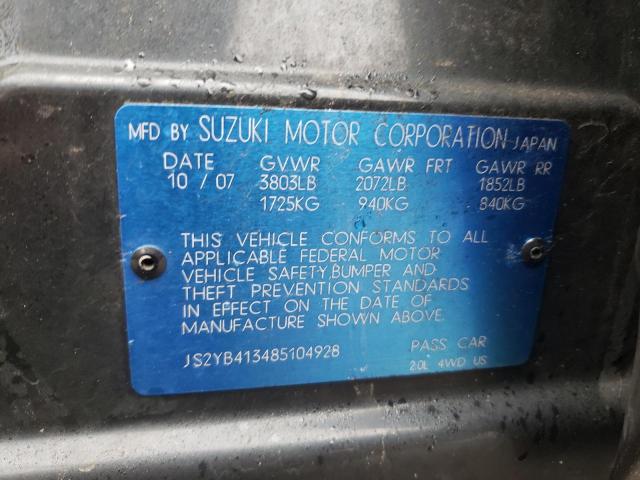 MFD BY SUZUKI MOTOR CORPORATION JAPAN
DATE GVWR GAWR FRT GAWR RR
10 / 07 3803LB 2072LB 1852LB
1725KG 940KG 840KG
THIS VEHICLE CONFORMS TO ALL
APPLICABLE FEDERAL MOTOR
VEHICLE SAFETY,BUMPER AND
THEFT PREVENTION STANDARDS
IN EFFECT ON THE DATE OF
MANUFACTURE SHOWN ABOVE.
JS2YB413485104928 PASS CAR
2.0L 4WD US